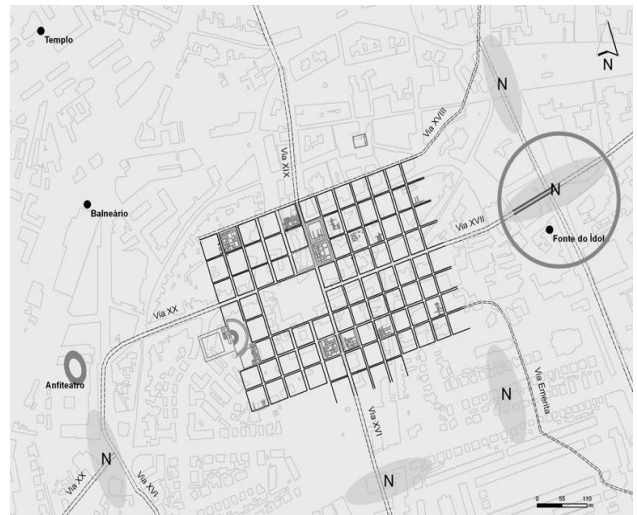 Templo
N
N
Via XVIII
Via XIX
N
Balneário
Via XVII
Fonte do Ídol
Via XX
Anfiteatro
Via Emerita
N
Via XVI
N
Via XX
Via XVI
N
0 55 110 m